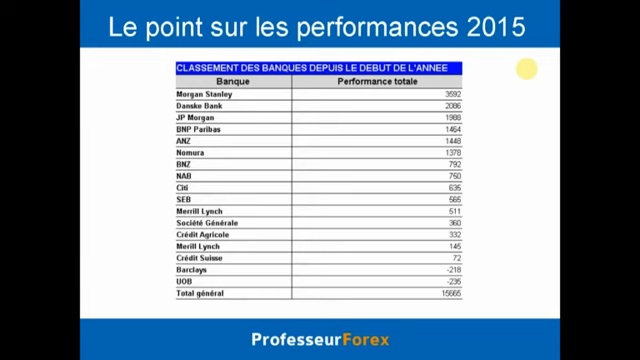 Le point sur les performances 2015
CLASSEMENT DES BANQUES DEPUIS LE DEBUT DE L'ANNEE
Banque Performance totale
Morgan Stanley 3592
Danske Bank 2086
JP Morgan 1988
BNP Paribas 1464
ANZ 1448
Nomura 1378
BNZ 792
NAB 750
Citi 635
SEB 565
Merrill Lynch 511
Société Générale 360
Crédit Agricole 332
Merill Lynch 145
Crédit Suisse 72
Barclays -218
UOB -235
Total général 15665
ProfesseurForex